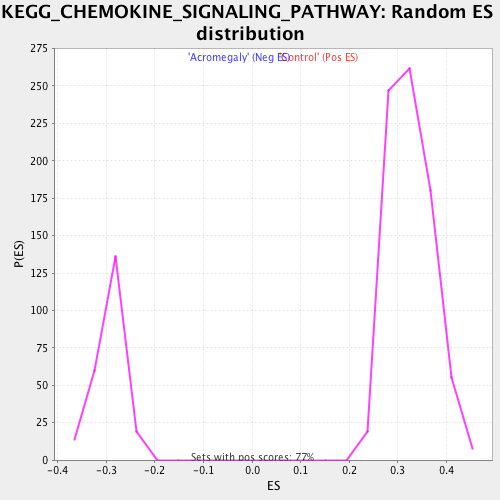 KEGG_CHEMOKINE_SIGNALING_PATHWAY: Random ES
distribution
'Acromegaly' (Neg ES)
'Control' (Pos ES)
275
250
225
200
175
150
125
100
75
50
25
0
P(ES)
Sets with pos scores: 77%
-0.4 -0.3 -0.2 -0.1 0.0 0.1 0.2 0.3 0.4
ES